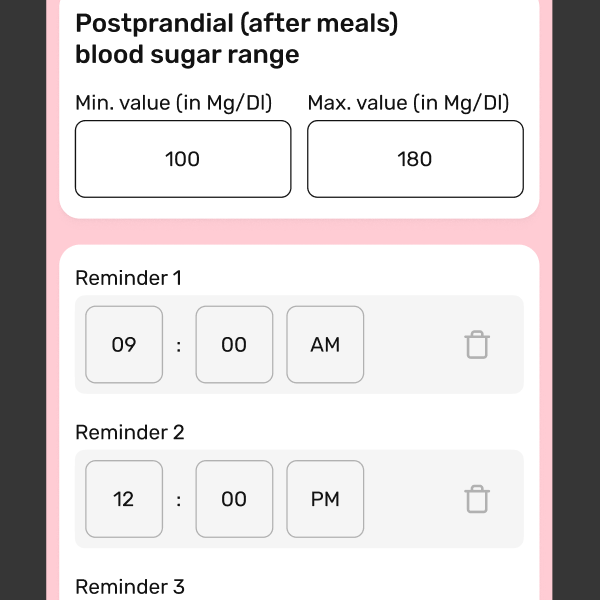 Postprandial (after meals)
blood sugar range
Min. value (in Mg/Dl) Max. value (in Mg/Dl)
100 180
Reminder 1
09 : 00 AM
Reminder 2
12 : 00 PM
Reminder 3